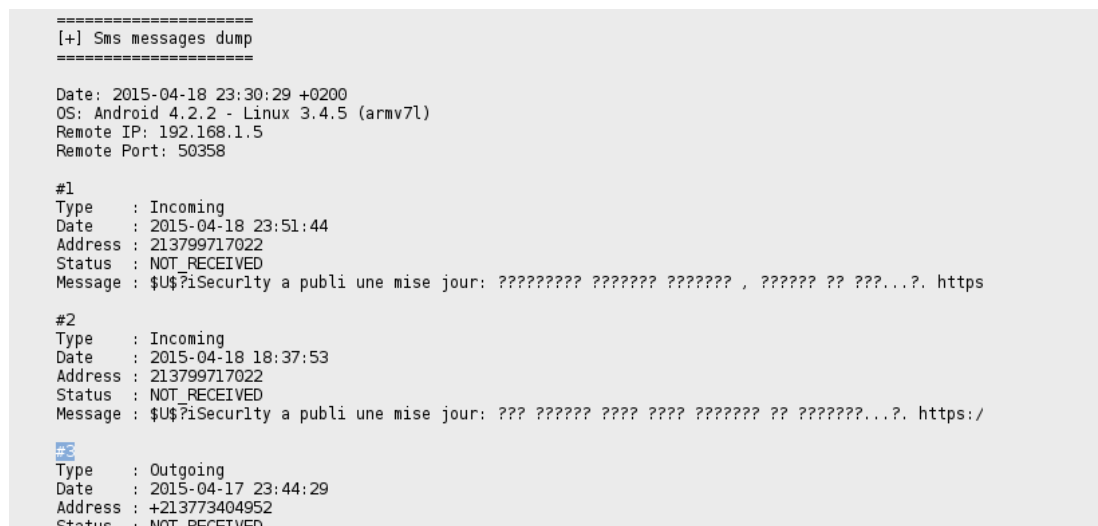 =====================
[+] Sms messages dump
=====================
Date: 2015-04-18 23:30:29 +0200
OS: Android 4.2.2 - Linux 3.4.5 (armv7l)
Remote IP: 192.168.1.5
Remote Port: 50358
#1
Type : Incoming
Date : 2015-04-18 23:51:44
Address : 213799717022
Status : NOT_RECEIVED
Message : $U$?iSecur1ty a publi une mise jour: ????????? ??????? ??????? , ?????? ?? ???...?. https
#2
Type : Incoming
Date : 2015-04-18 18:37:53
Address : 213799717022
Status : NOT_RECEIVED
Message : $U$?iSecur1ty a publi une mise jour: ??? ?????? ???? ???? ??????? ?? ???????...?. https:/
#3
Type : Outgoing
Date : 2015-04-17 23:44:29
Address : +213773404952
Status : NOT_RECEIVED